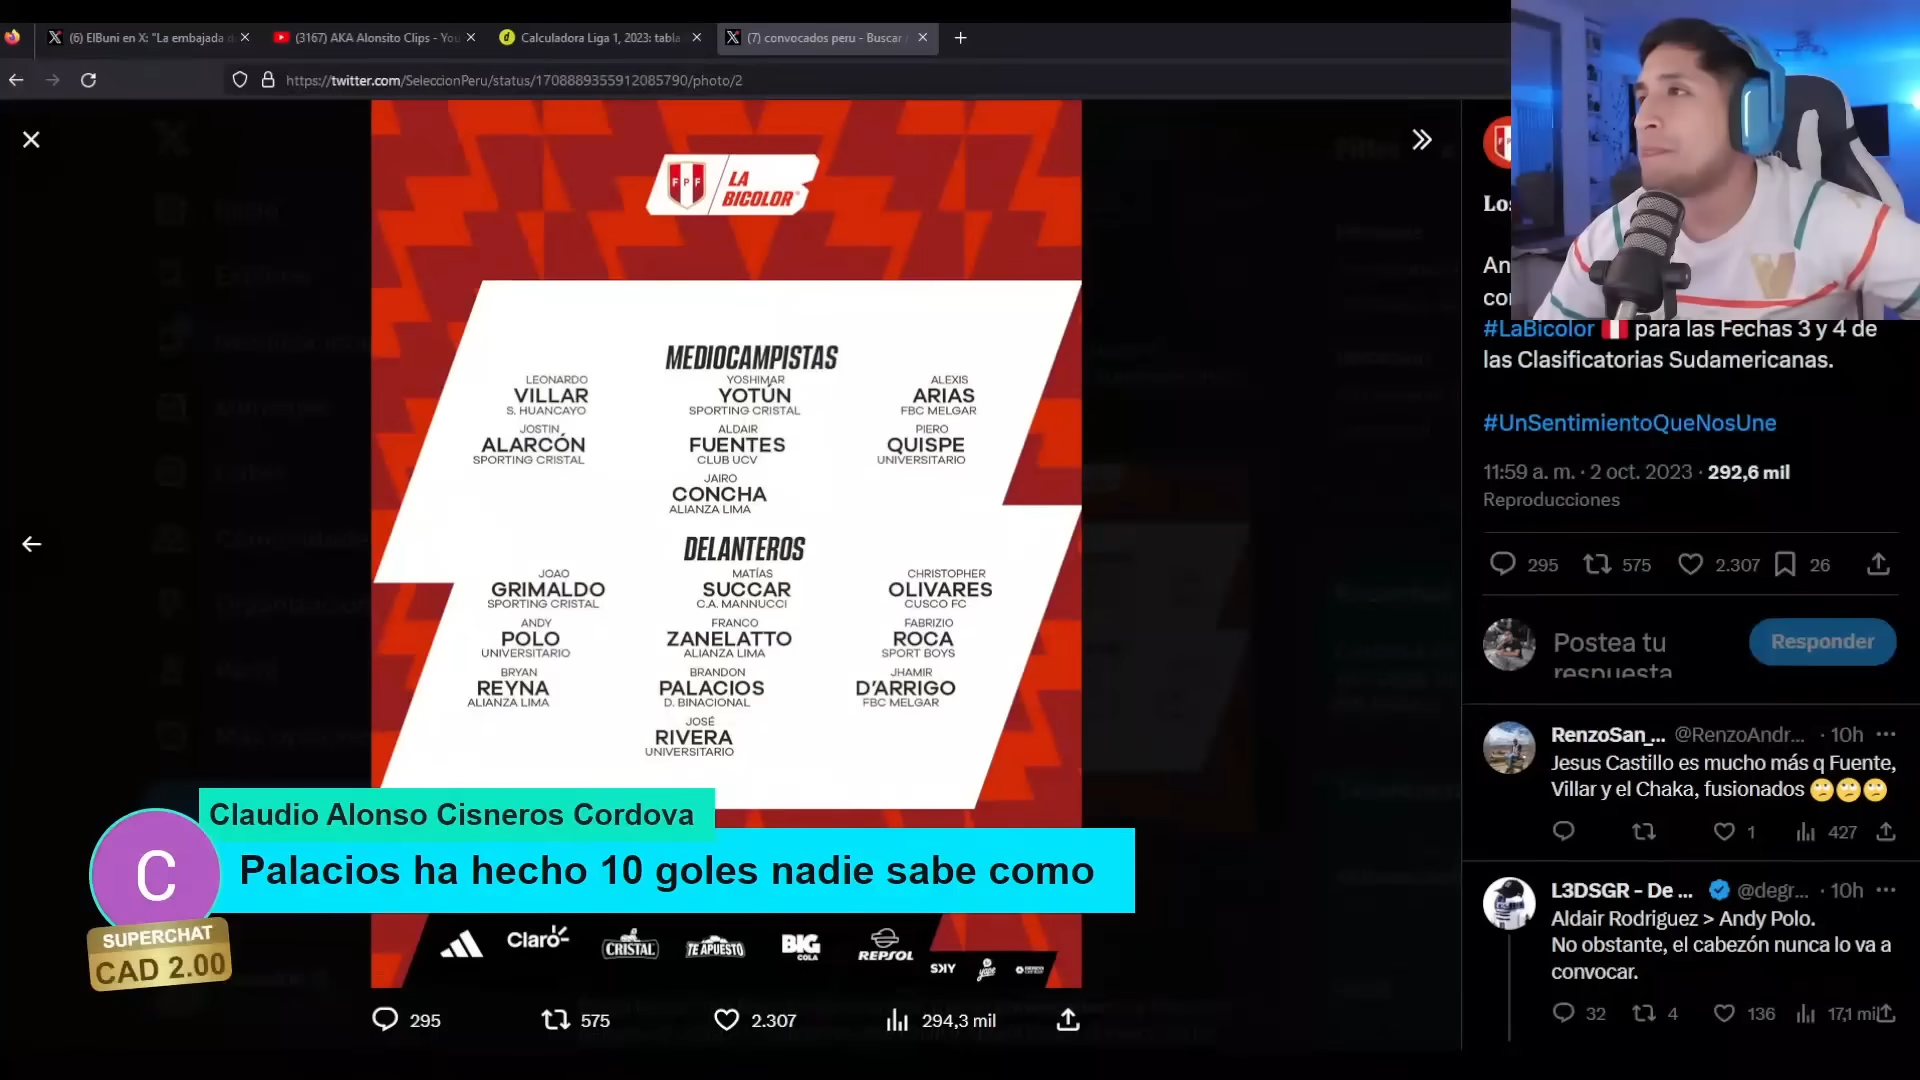 (6) ElBuni en X: "La embajada d
(3167) AKA Alonsito Clips - You
Calculadora Liga 1, 2023: tabla
(7) convocados peru - Buscar
https://twitter.com/SeleccionPeru/status/1708889355912085790/photo/2
FPF
LA
BICOLOR
MEDIOCAMPISTAS
LEONARDO
VILLAR
S. HUANCAYO
YOSHIMAR
YOTÚN
SPORTING CRISTAL
ALEXIS
ARIAS
FBC MELGAR
JOSTIN
ALARCÓN
SPORTING CRISTAL
ALDAIR
FUENTES
CLUB UCV
PIERO
QUISPE
UNIVERSITARIO
JAIRO
CONCHA
ALIANZA LIMA
DELANTEROS
JOAO
GRIMALDO
SPORTING CRISTAL
MATÍAS
SUCCAR
C.A. MANNUCCI
CHRISTOPHER
OLIVARES
CUSCO FC
ANDY
POLO
UNIVERSITARIO
FRANCO
ZANELATTO
ALIANZA LIMA
FABRIZIO
ROCA
SPORT BOYS
BRYAN
REYNA
ALIANZA LIMA
BRANDON
PALACIOS
D. BINACIONAL
JHAMIR
D'ARRIGO
FBC MELGAR
JOSÉ
RIVERA
UNIVERSITARIO
Claudio Alonso Cisneros Cordova
C
Palacios ha hecho 10 goles nadie sabe como
SUPERCHAT
CAD 2.00
Claro
CRISTAL
TE APUESTO
BIG
COLA
REPSOL
SKY
yape
295
575
2.307
294,3 mil
Los
An
co
#LaBicolor para las Fechas 3 y 4 de
las Clasificatorias Sudamericanas.
#UnSentimientoQueNosUne
11:59 a. m. · 2 oct. 2023 · 292,6 mil
Reproducciones
295
575
2.307
26
Postea tu
respuesta
Responder
RenzoSan_... @RenzoAndr... · 10h
Jesus Castillo es mucho más q Fuente,
Villar y el Chaka, fusionados 🙄🙄🙄
1
427
L3DSGR - De ... @degr... · 10h
Aldair Rodriguez > Andy Polo.
No obstante, el cabezón nunca lo va a
convocar.
32
4
136
17,1 mil